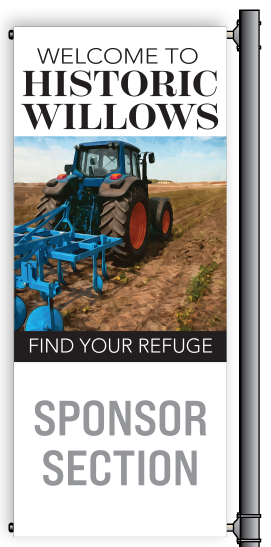 WELCOME TO
HISTORIC
WILLOWS
FIND YOUR REFUGE
SPONSOR
SECTION